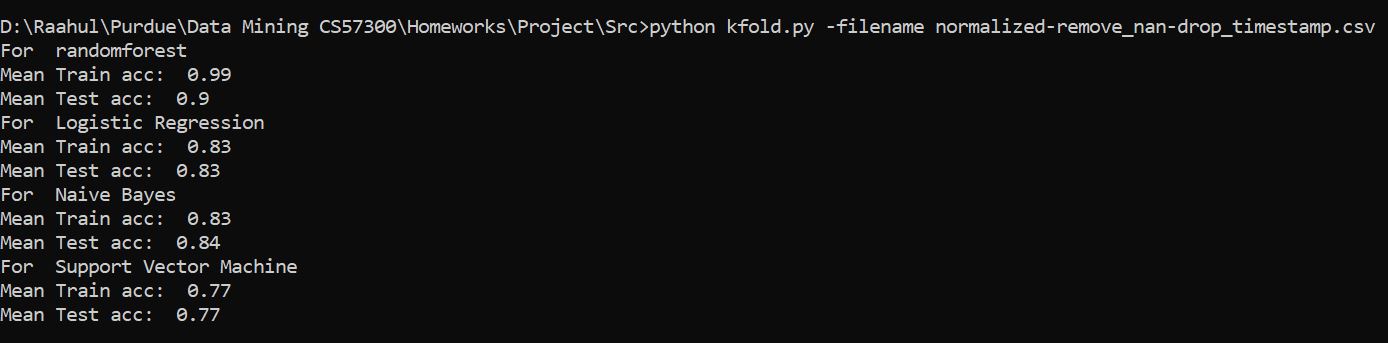 D:\Raahul\Purdue\Data Mining CS57300\Homeworks\Project\Src>python kfold.py -filename normalized-remove_nan-drop_timestamp.csv
For  randomforest
Mean Train acc:  0.99
Mean Test acc:  0.9
For  Logistic Regression
Mean Train acc:  0.83
Mean Test acc:  0.83
For  Naive Bayes
Mean Train acc:  0.83
Mean Test acc:  0.84
For  Support Vector Machine
Mean Train acc:  0.77
Mean Test acc:  0.77